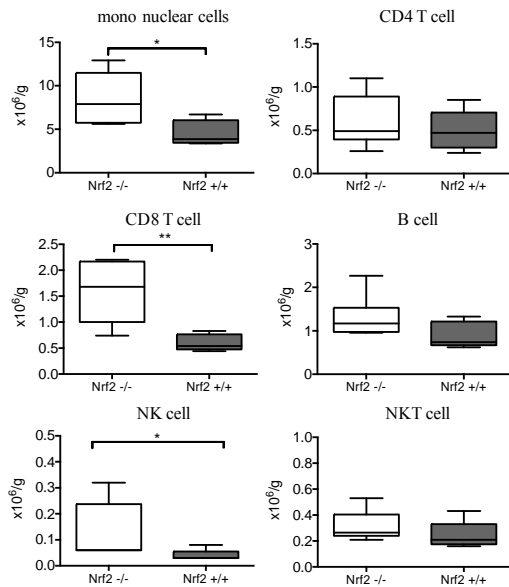 mono nuclear cells
*
15
10
5
0
x10⁶/g
Nrf2 -/-
Nrf2 +/+
CD4 T cell
1.5
1.0
0.5
0.0
x10⁶/g
Nrf2 -/-
Nrf2 +/+
CD8 T cell
**
2.5
2.0
1.5
1.0
0.5
0.0
x10⁶/g
Nrf2 -/-
Nrf2 +/+
B cell
3
2
1
0
x10⁶/g
Nrf2 -/-
Nrf2 +/+
NK cell
*
0.5
0.4
0.3
0.2
0.1
0.0
x10⁶/g
Nrf2 -/-
Nrf2 +/+
NKT cell
1.0
0.8
0.6
0.4
0.2
0.0
x10⁶/g
Nrf2 -/-
Nrf2 +/+